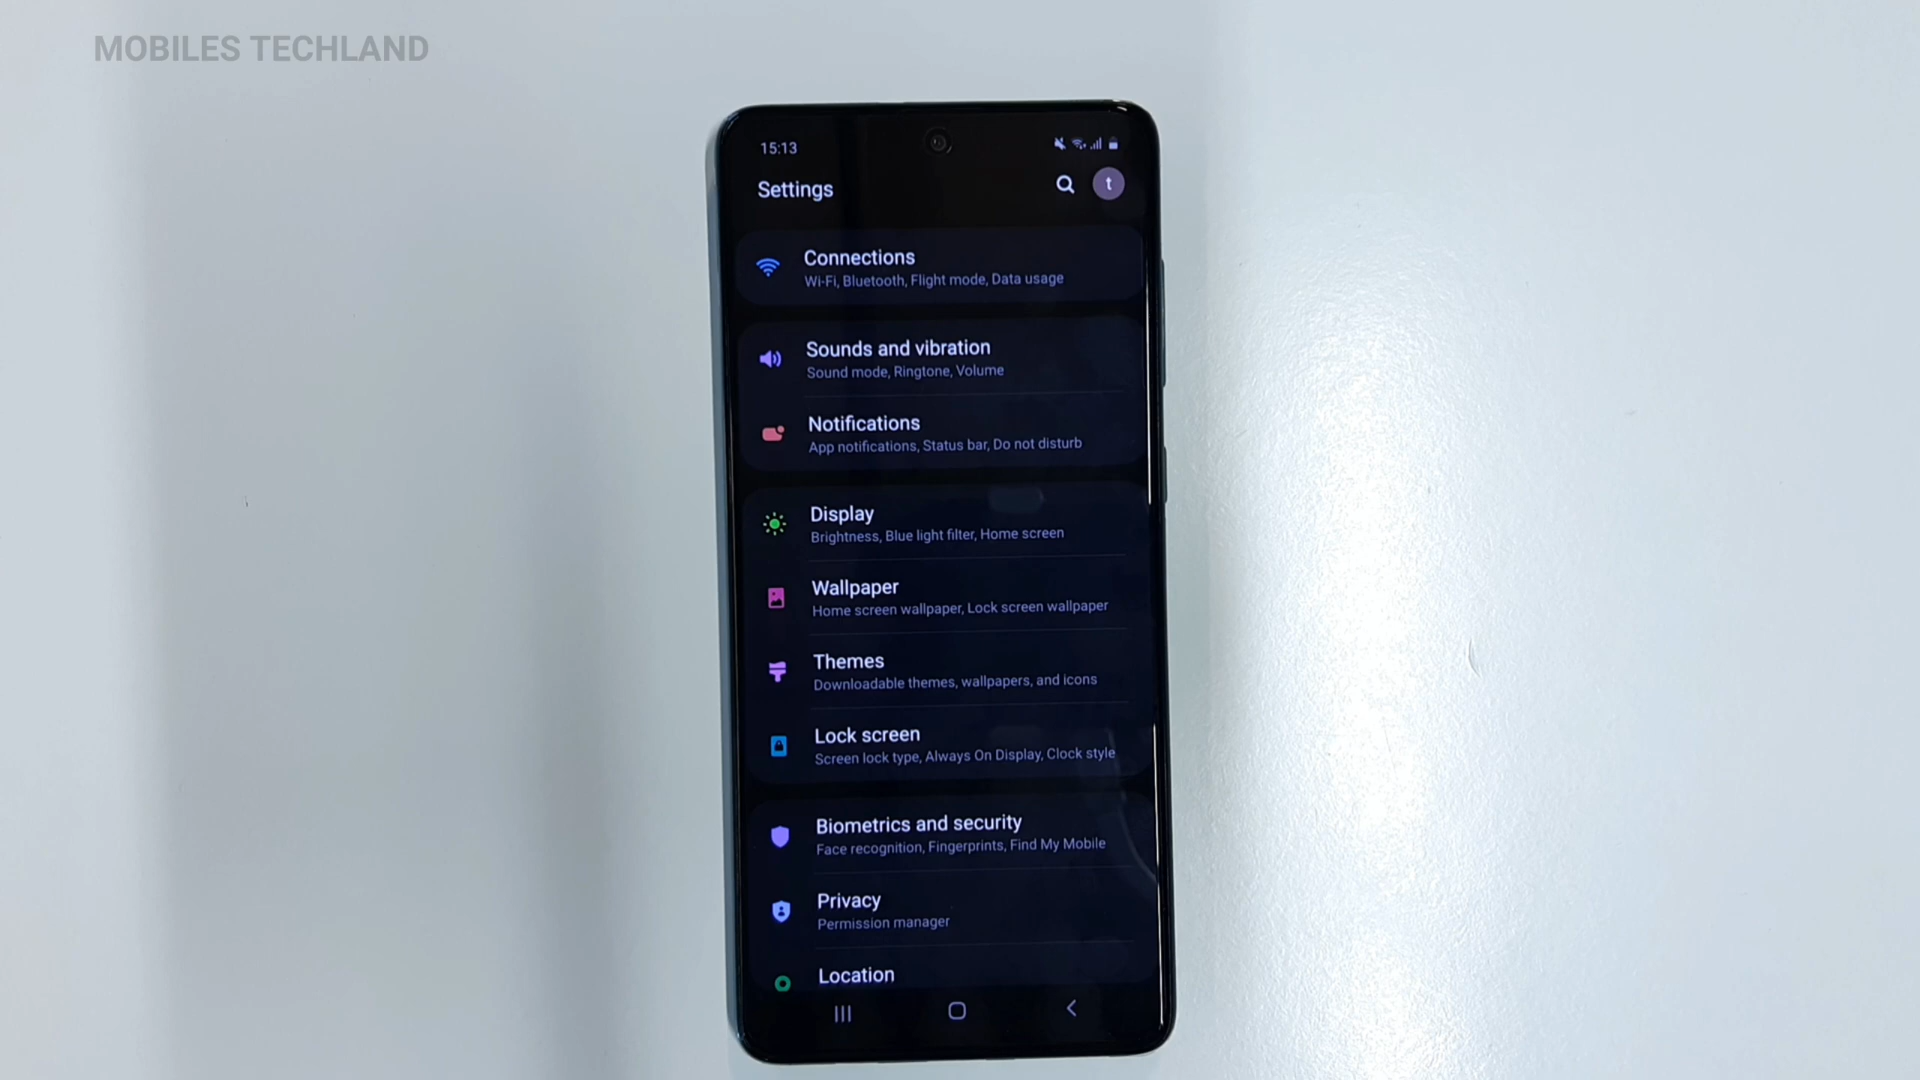 MOBILES TECHLAND
15:13
Settings
t
Connections
Wi-Fi, Bluetooth, Flight mode, Data usage
Sounds and vibration
Sound mode, Ringtone, Volume
Notifications
App notifications, Status bar, Do not disturb
Display
Brightness, Blue light filter, Home screen
Wallpaper
Home screen wallpaper, Lock screen wallpaper
Themes
Downloadable themes, wallpapers, and icons
Lock screen
Screen lock type, Always On Display, Clock style
Biometrics and security
Face recognition, Fingerprints, Find My Mobile
Privacy
Permission manager
Location